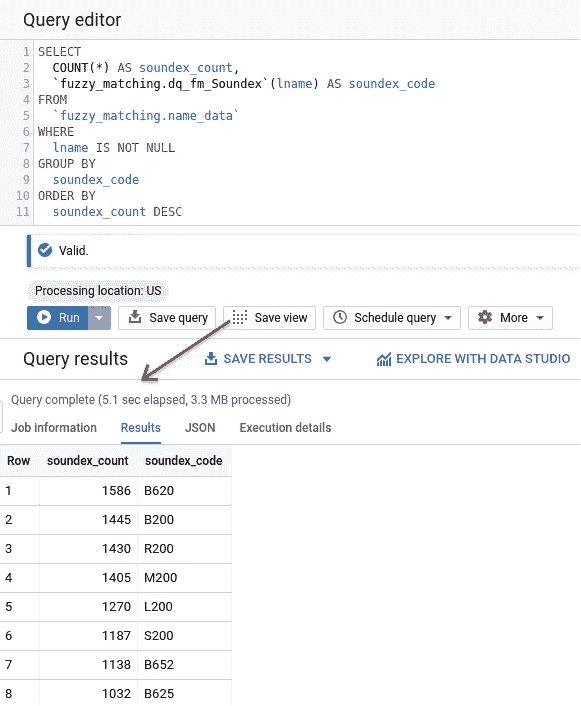 Query editor
1 SELECT
2 COUNT(*) AS soundex_count,
3 `fuzzy_matching.dq_fm_Soundex`(lname) AS soundex_code
4 FROM
5 `fuzzy_matching.name_data`
6 WHERE
7 lname IS NOT NULL
8 GROUP BY
9 soundex_code
10 ORDER BY
11 soundex_count DESC
Valid.
Processing location: US
Run Save query Save view Schedule query More
Query results SAVE RESULTS EXPLORE WITH DATA STUDIO
Query complete (5.1 sec elapsed, 3.3 MB processed)
Job information Results JSON Execution details
Row soundex_count soundex_code
1 1586 B620
2 1445 B200
3 1430 R200
4 1405 M200
5 1270 L200
6 1187 S200
7 1138 B652
8 1032 B625